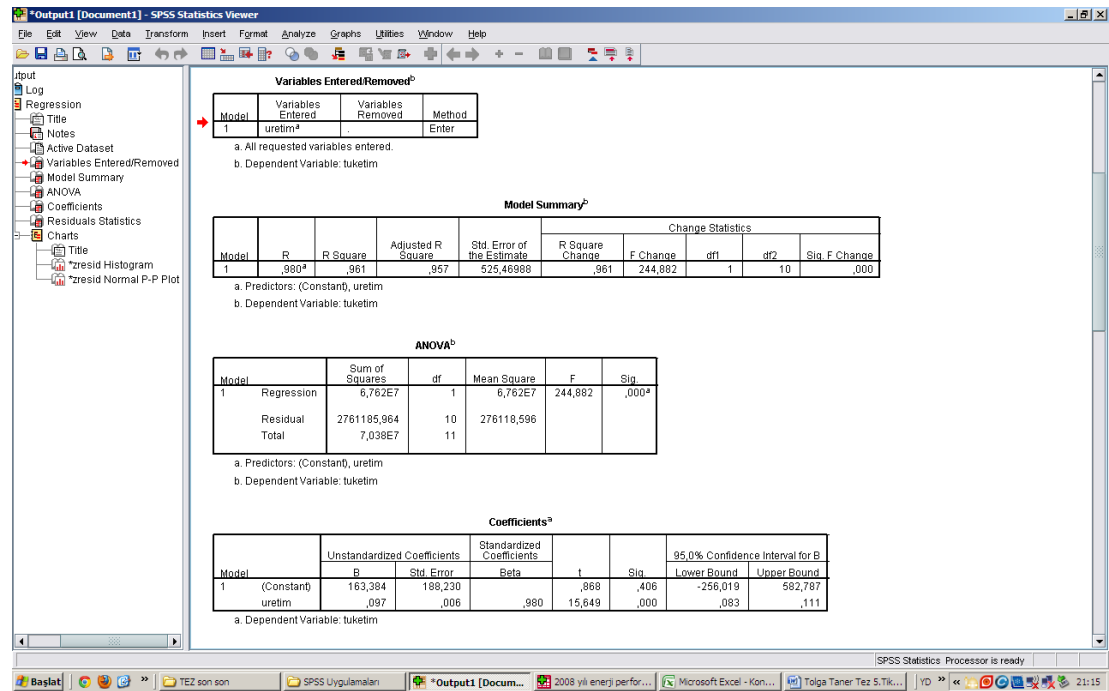 *Output1 [Document1] - SPSS Statistics Viewer
File Edit View Data Transform Insert Format Analyze Graphs Utilities Window Help
utput
Log
Regression
Title
Notes
Active Dataset
Variables Entered/Removed
Model Summary
ANOVA
Coefficients
Residuals Statistics
Charts
Title
*zresid Histogram
*zresid Normal P-P Plot
Variables Entered/Removedb
Model Variables Entered Variables Removed Method
1 uretima . Enter
a. All requested variables entered.
b. Dependent Variable: tuketim
Model Summaryb
Change Statistics
Model R R Square Adjusted R Square Std. Error of the Estimate R Square Change F Change df1 df2 Sig. F Change
1 ,980a ,961 ,957 525,46988 ,961 244,882 1 10 ,000
a. Predictors: (Constant), uretim
b. Dependent Variable: tuketim
ANOVAb
Model Sum of Squares df Mean Square F Sig.
1 Regression 6,762E7 1 6,762E7 244,882 ,000a
Residual 2761185,964 10 276118,596
Total 7,038E7 11
a. Predictors: (Constant), uretim
b. Dependent Variable: tuketim
Coefficientsa
Unstandardized Coefficients Standardized Coefficients 95,0% Confidence Interval for B
Model B Std. Error Beta t Sig. Lower Bound Upper Bound
1 (Constant) 163,384 188,230 ,868 ,406 -256,019 582,787
uretim ,097 ,006 ,980 15,649 ,000 ,083 ,111
a. Dependent Variable: tuketim
SPSS Statistics Processor is ready
Başlat TEZ son son SPSS Uygulamaları *Output1 [Docum... 2008 yılı enerji perfor... Microsoft Excel - Kon... Tolga Taner Tez 5.Tik... YD 21:15